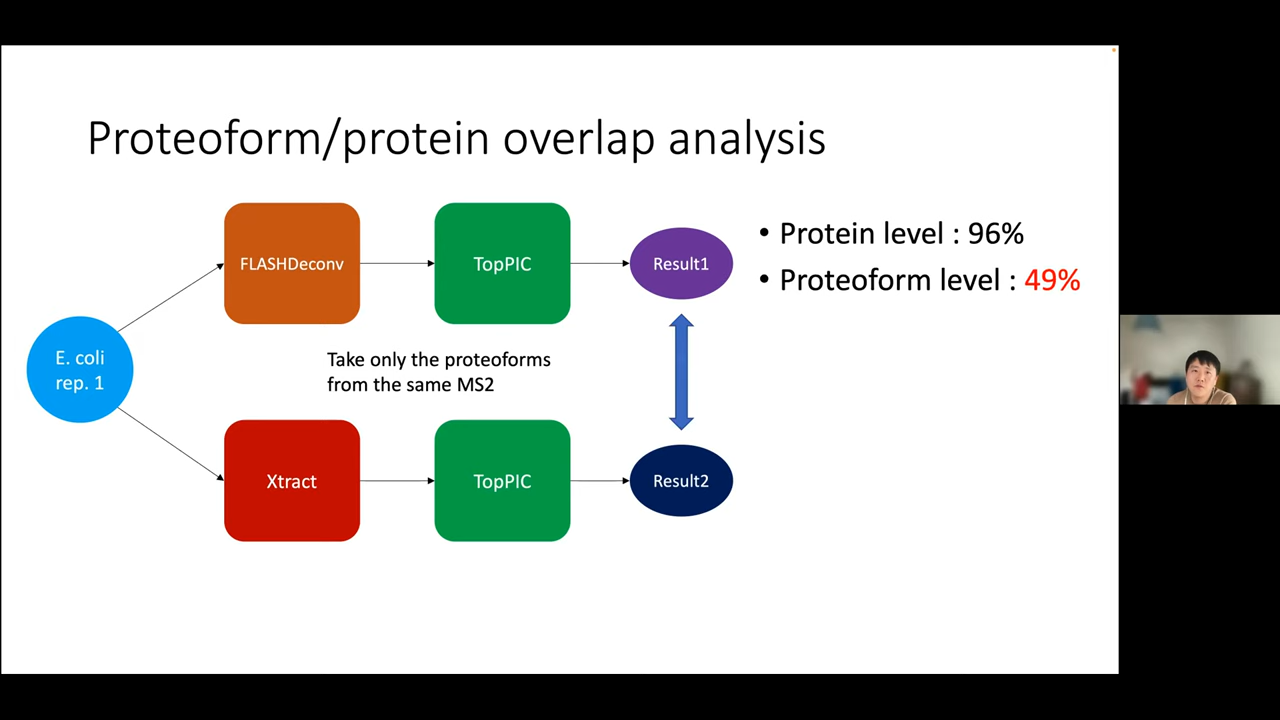 Proteoform/protein overlap analysis
FLASHDeconv
TopPIC
Result1
• Protein level : 96%
• Proteoform level : 49%
E. coli
rep. 1
Take only the proteoforms
from the same MS2
Xtract
TopPIC
Result2